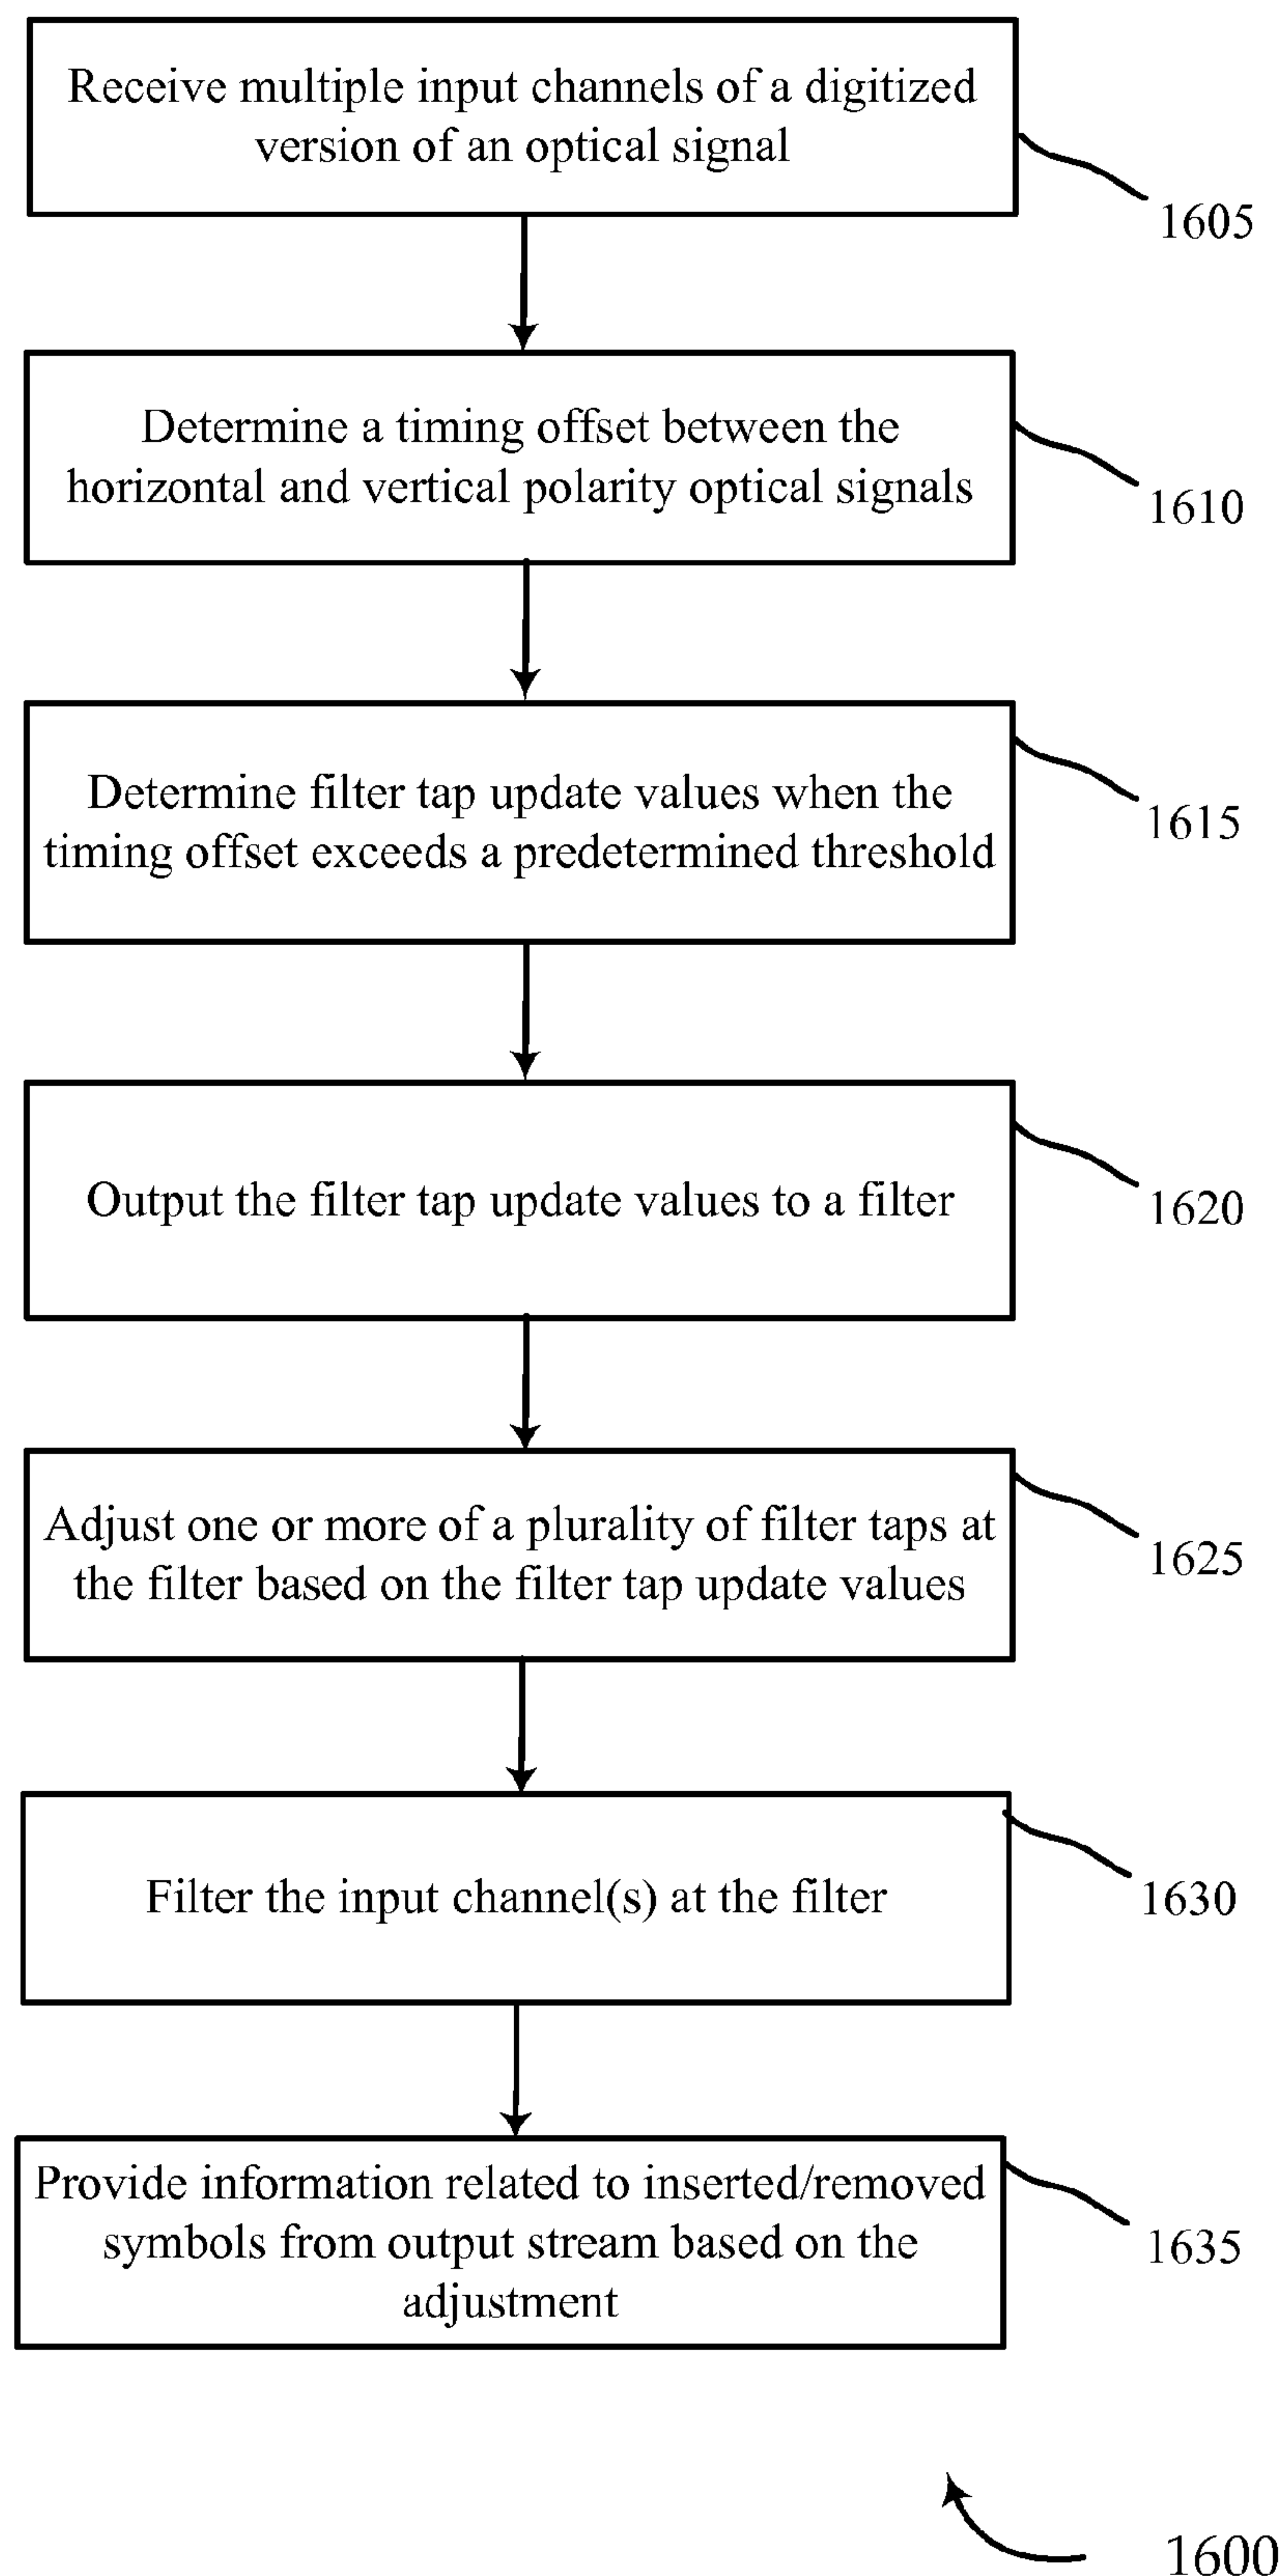 Receive multiple input channels of a digitized
version of an optical signal
1605
Determine a timing offset between the
horizontal and vertical polarity optical signals
1610
Determine filter tap update values when the
timing offset exceeds a predetermined threshold
1615
Output the filter tap update values to a filter
1620
Adjust one or more of a plurality of filter taps at
the filter based on the filter tap update values
1625
Filter the input channel(s) at the filter
1630
Provide information related to inserted/removed
symbols from output stream based on the
adjustment
1635
1600